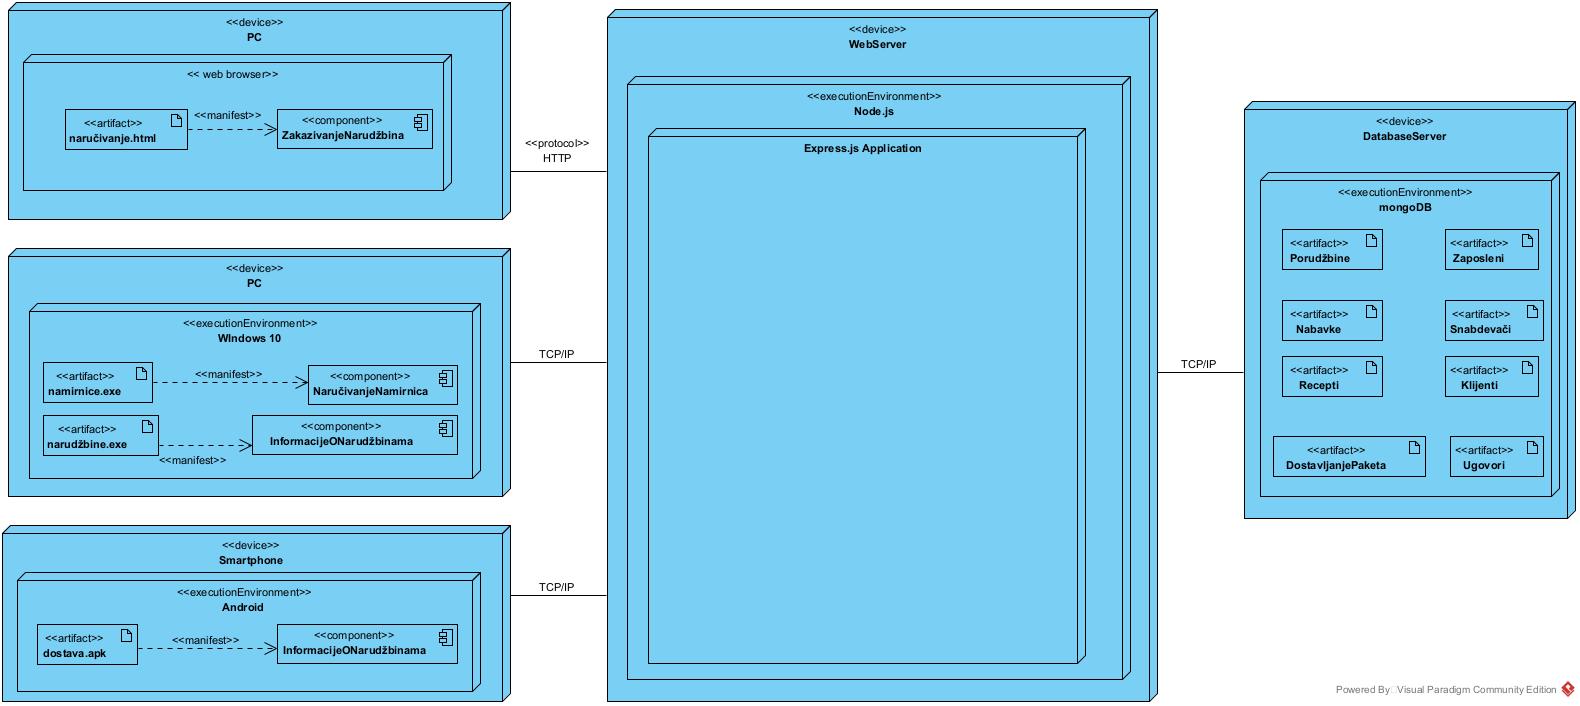 <<device>>
PC
<< web browser>>
<<artifact>>
naručivanje.html
<<manifest>>
<<component>>
ZakazivanjeNarudžbina
<<protocol>>
HTTP
<<device>>
PC
<<executionEnvironment>>
WIndows 10
<<artifact>>
namirnice.exe
<<manifest>>
<<component>>
NaručivanjeNamirnica
<<artifact>>
narudžbine.exe
<<manifest>>
<<component>>
InformacijeONarudžbinama
TCP/IP
<<device>>
Smartphone
<<executionEnvironment>>
Android
<<artifact>>
dostava.apk
<<manifest>>
<<component>>
InformacijeONarudžbinama
TCP/IP
<<device>>
WebServer
<<executionEnvironment>>
Node.js
Express.js Application
TCP/IP
<<device>>
DatabaseServer
<<executionEnvironment>>
mongoDB
<<artifact>>
Porudžbine
<<artifact>>
Zaposleni
<<artifact>>
Nabavke
<<artifact>>
Snabdevači
<<artifact>>
Recepti
<<artifact>>
Klijenti
<<artifact>>
DostavljanjePaketa
<<artifact>>
Ugovori
Powered By Visual Paradigm Community Edition